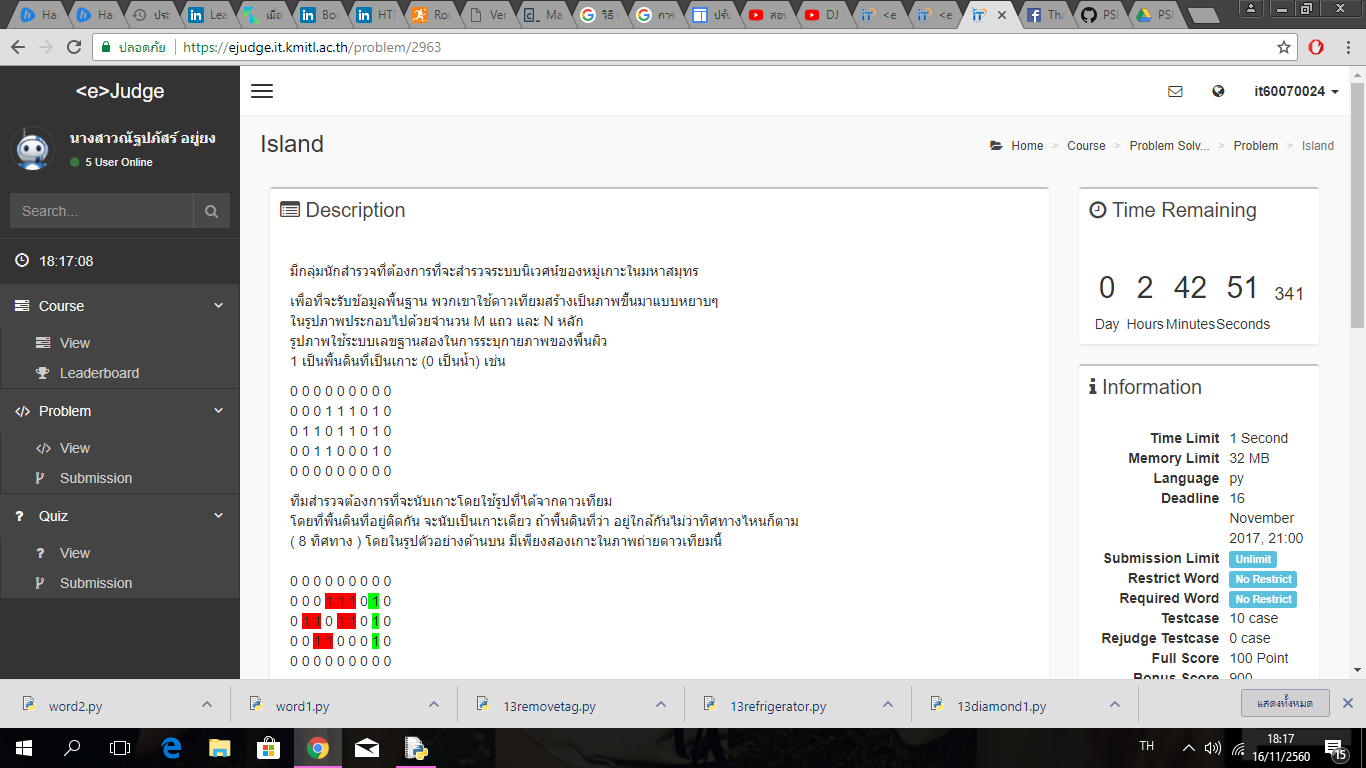 Ha
Ha
ประ
Lea
เมื่อ
Boo
HTI
Rou
Ver
Ma
วิธี
การ
ปรับ
สอน
DJ
<e
<e
Tha
PSI
PSI
ปลอดภัย
https://ejudge.it.kmitl.ac.th/problem/2963
<e>Judge
it60070024
นางสาวณัฐปภัสร์ อยู่ยง
5 User Online
Island
Home > Course > Problem Solv... > Problem > Island
Search...
18:17:08
Course
View
Leaderboard
Problem
View
Submission
Quiz
View
Submission
Description
มีกลุ่มนักสำรวจที่ต้องการที่จะสำรวจระบบนิเวศน์ของหมู่เกาะในมหาสมุทร
เพื่อที่จะรับข้อมูลพื้นฐาน พวกเขาใช้ดาวเทียมสร้างเป็นภาพขึ้นมาแบบหยาบๆ
ในรูปภาพประกอบไปด้วยจำนวน M แถว และ N หลัก
รูปภาพใช้ระบบเลขฐานสองในการระบุกายภาพของพื้นผิว
1 เป็นพื้นดินที่เป็นเกาะ (0 เป็นน้ำ) เช่น
0 0 0 0 0 0 0 0 0
0 0 0 1 1 1 0 1 0
0 1 1 0 1 1 0 1 0
0 0 1 1 0 0 0 1 0
0 0 0 0 0 0 0 0 0
ทีมสำรวจต้องการที่จะนับเกาะโดยใช้รูปที่ได้จากดาวเทียม
โดยที่พื้นดินที่อยู่ติดกัน จะนับเป็นเกาะเดียว ถ้าพื้นดินที่ว่า อยู่ใกล้กันไม่ว่าทิศทางไหนก็ตาม
( 8 ทิศทาง ) โดยในรูปตัวอย่างด้านบน มีเพียงสองเกาะในภาพถ่ายดาวเทียมนี้
0 0 0 0 0 0 0 0 0
0 0 0 1 1 1 0 1 0
0 1 1 0 1 1 0 1 0
0 0 1 1 0 0 0 1 0
0 0 0 0 0 0 0 0 0
Time Remaining
0 2 42 51 341
Day Hours Minutes Seconds
Information
Time Limit 1 Second
Memory Limit 32 MB
Language py
Deadline 16
November
2017, 21:00
Submission Limit Unlimit
Restrict Word No Restrict
Required Word No Restrict
Testcase 10 case
Rejudge Testcase 0 case
Full Score 100 Point
Bonus Score 900
word2.py
word1.py
13removetag.py
13refrigerator.py
13diamond1.py
แสดงทั้งหมด
TH
18:17
16/11/2560
15